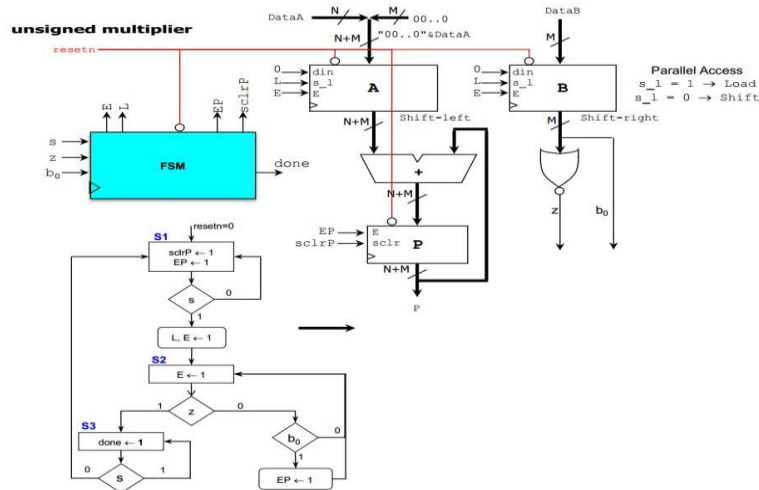 DataA
N
M
00..0
"00..0"&DataA
N+M
DataB
M
unsigned multiplier
resetn
0
din
L
s_l
E
E
A
Shift=left
N+M
0
din
L
s_l
E
E
B
Shift=right
M
Parallel Access
s_l = 1 → Load
s_l = 0 → Shift
E
L
EP
sclrP
s
z
b0
FSM
done
+
N+M
EP
E
sclrP
sclr
P
N+M
P
z
b0
resetn=0
S1
sclrP ← 1
EP ← 1
s
0
1
L, E ← 1
S2
E ← 1
1
z
0
S3
done ← 1
b0
0
1
0
S
1
EP ← 1